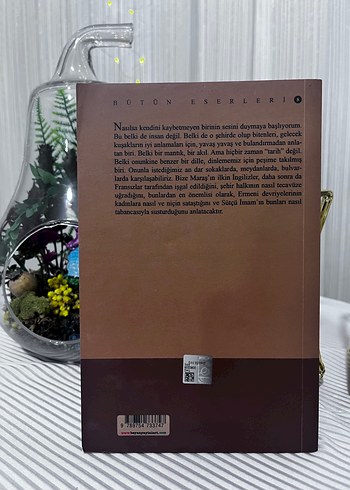 BÜTÜN ESERLERİ
Nasılsa kendini kaybetmeyen birinin sesini duymaya başlıyorum.
Bu belki de insan değil. Belki de o şehirde olup bitenleri, gelecek
kuşakların iyi anlamaları için, yavaş yavaş ve bulandırmadan anla-
tan biri. Belki bir mantık, bir akıl. Ama hiçbir zaman "tarih" değil.
Belki onunkine benzer bir dille, dinlememiz için peşime takılmış
biri. Onunla istediğimiz an dar sokaklarda, meydanlarda, bulvar-
larda karşılaşabiliriz. Bize Maraş'ın ilkin İngilizler, daha sonra da
Fransızlar tarafından işgal edildiğini, şehir halkının nasıl tecavüze
uğradığını, bunlardan en önemlisi olarak, Ermeni devriyelerinin
kadınlara nasıl ve niçin sataştığını ve Sütçü İmam'ın bunları nasıl
tabancasıyla susturduğunu anlatacaktır.
9 789754 733747